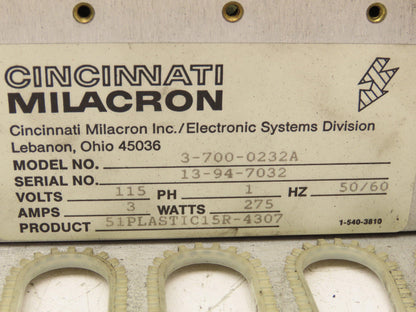 CINCINNATI
MILACRON
Cincinnati Milacron Inc./Electronic Systems Division
Lebanon, Ohio 45036
MODEL NO. 3-700-0232A
SERIAL NO. 13-94-7032
VOLTS 115 PH 1 HZ 50/60
AMPS 3 WATTS 275
PRODUCT 51PLASTIC15R-4307 1-540-3810